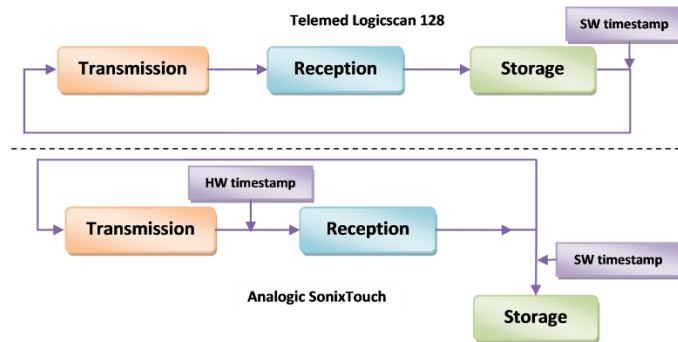 Telemed Logicscan 128
SW timestamp
Transmission
Reception
Storage
HW timestamp
Transmission
Reception
SW timestamp
Analogic SonixTouch
Storage